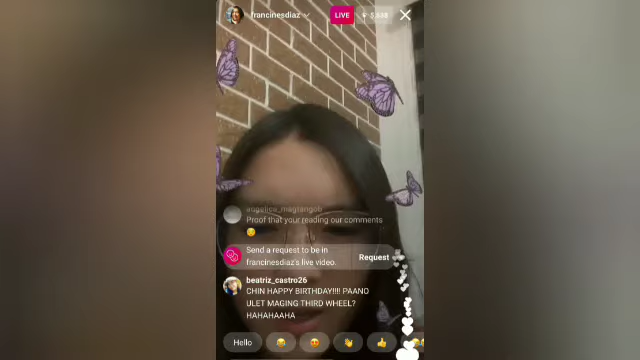 francinesdiaz
LIVE
angelica_magtangob
Proof that your reading our comments
Send a request to be in
francinesdiaz's live video.
Request
beatriz_castro26
CHIN HAPPY BIRTHDAY!!!! PAANO
ULET MAGING THIRD WHEEL?
HAHAHAAHA
Hello